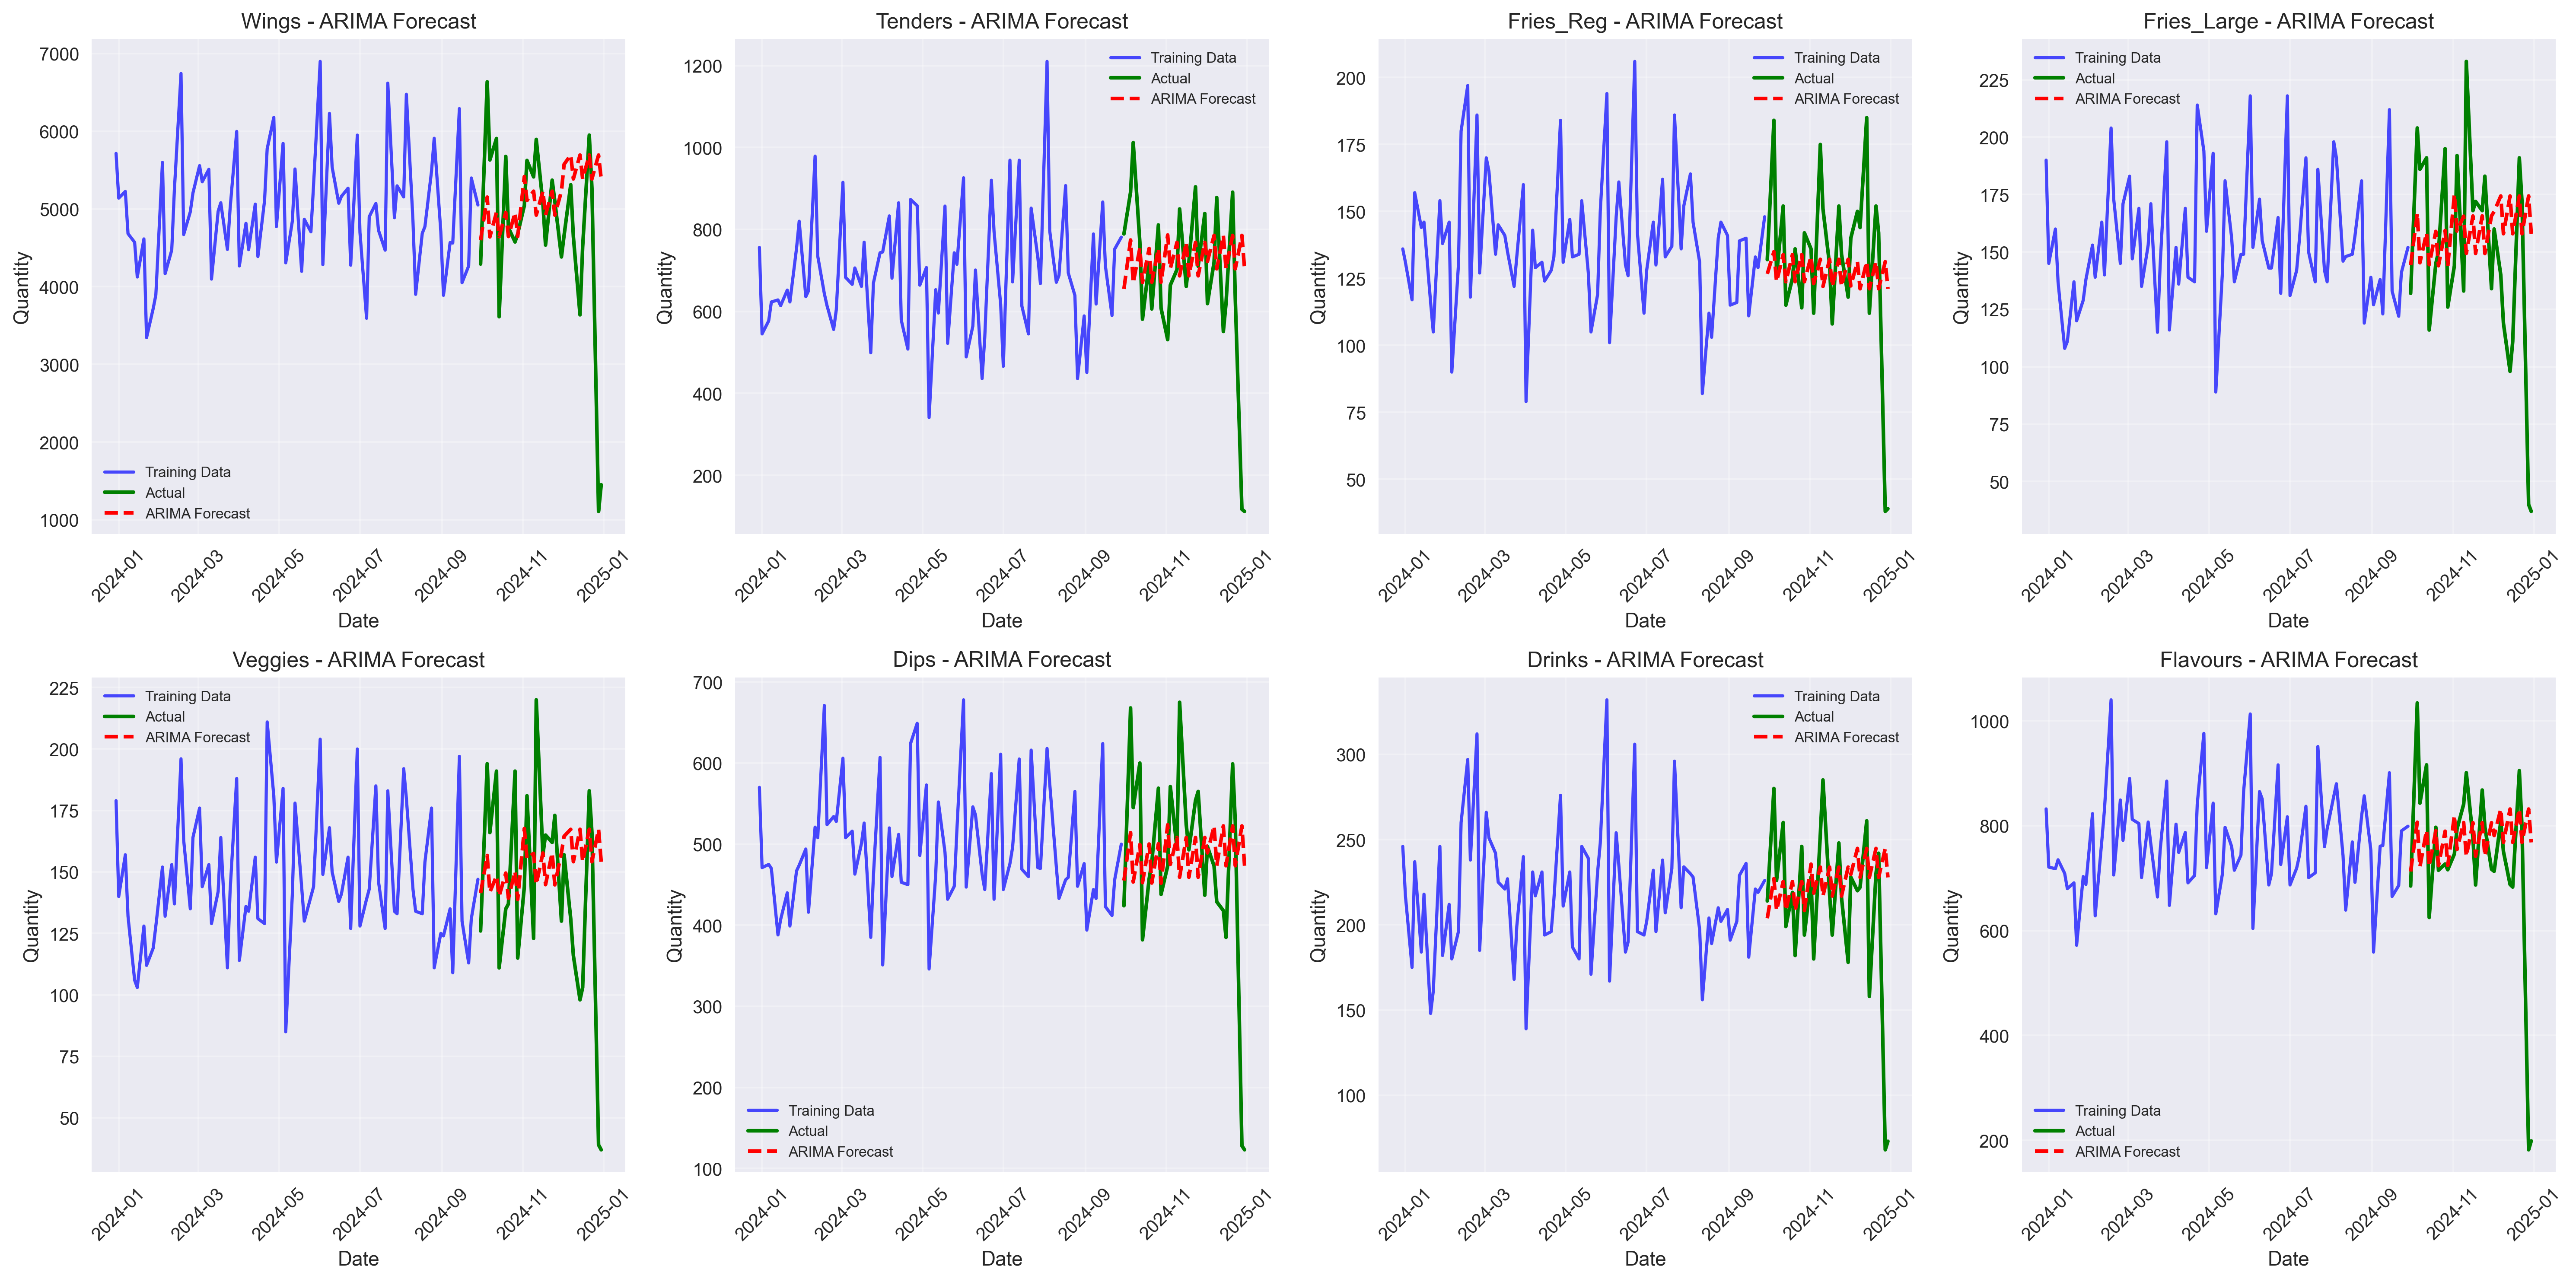 Wings - ARIMA Forecast
7000
6000
5000
4000
3000
2000
1000
Quantity
Training Data
Actual
ARIMA Forecast
2024-01
2024-03
2024-05
2024-07
2024-09
2024-11
2025-01
Date
Tenders - ARIMA Forecast
1200
1000
800
600
400
200
Quantity
Training Data
Actual
ARIMA Forecast
2024-01
2024-03
2024-05
2024-07
2024-09
2024-11
2025-01
Date
Fries_Reg - ARIMA Forecast
200
175
150
125
100
75
50
Quantity
Training Data
Actual
ARIMA Forecast
2024-01
2024-03
2024-05
2024-07
2024-09
2024-11
2025-01
Date
Fries_Large - ARIMA Forecast
225
200
175
150
125
100
75
50
Quantity
Training Data
Actual
ARIMA Forecast
2024-01
2024-03
2024-05
2024-07
2024-09
2024-11
2025-01
Date
Veggies - ARIMA Forecast
225
200
175
150
125
100
75
50
Quantity
Training Data
Actual
ARIMA Forecast
2024-01
2024-03
2024-05
2024-07
2024-09
2024-11
2025-01
Date
Dips - ARIMA Forecast
700
600
500
400
300
200
100
Quantity
Training Data
Actual
ARIMA Forecast
2024-01
2024-03
2024-05
2024-07
2024-09
2024-11
2025-01
Date
Drinks - ARIMA Forecast
300
250
200
150
100
Quantity
Training Data
Actual
ARIMA Forecast
2024-01
2024-03
2024-05
2024-07
2024-09
2024-11
2025-01
Date
Flavours - ARIMA Forecast
1000
800
600
400
200
Quantity
Training Data
Actual
ARIMA Forecast
2024-01
2024-03
2024-05
2024-07
2024-09
2024-11
2025-01
Date